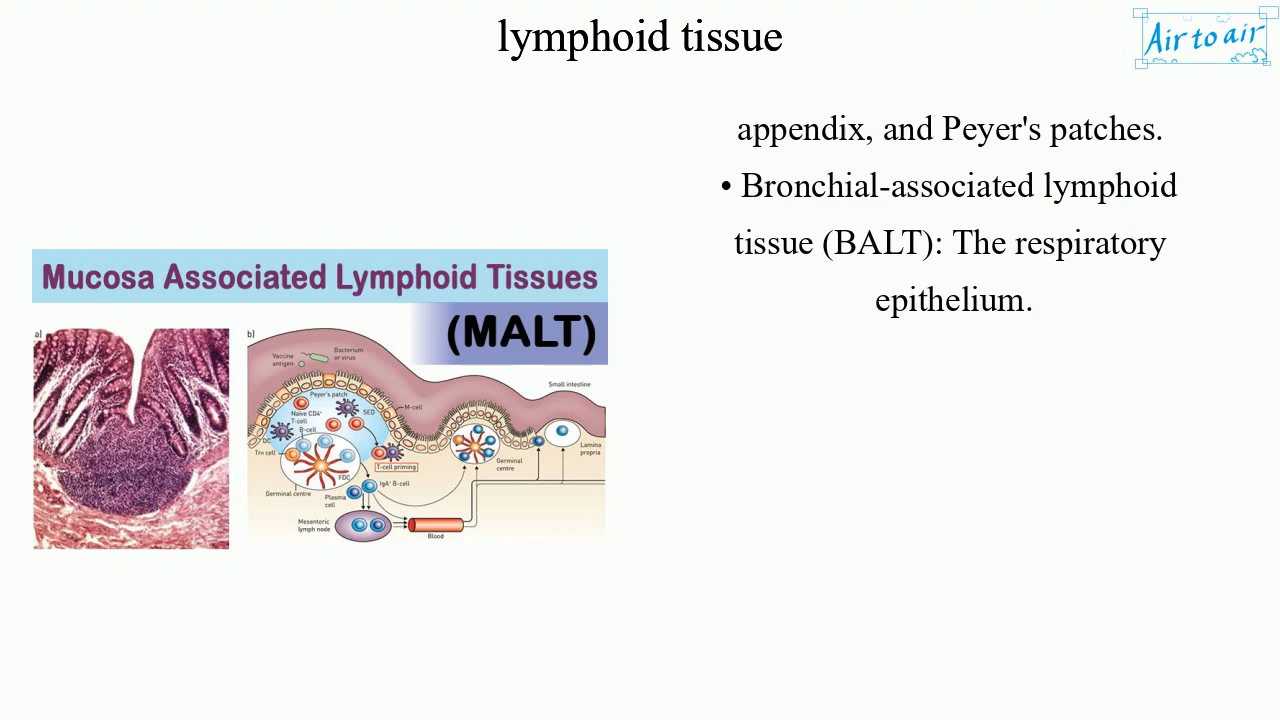 lymphoid tissue
Air to air
appendix, and Peyer's patches.
• Bronchial-associated lymphoid
tissue (BALT): The respiratory
epithelium.
Mucosa Associated Lymphoid Tissues
(MALT)
a)
b)
Vaccine
antigen
Bacterium
or virus
Small intestine
Peyer's patch
M-cell
Naïve CD4+
T-cell
SED
B-cell
DC
TFH cell
FDC
T-cell priming
Germinal centre
Plasma
cell
IgA+ B-cell
Germinal
centre
Lamina
propria
Mesenteric
lymph node
Blood